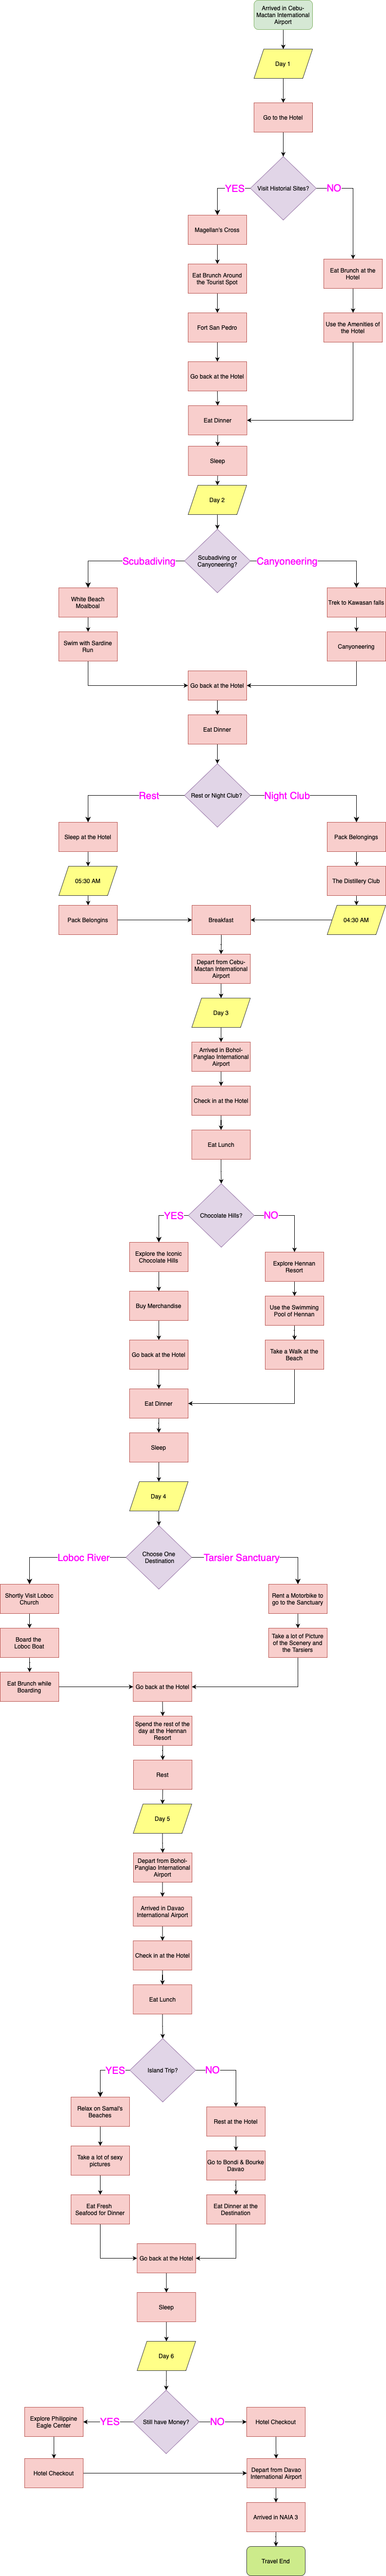 Arrived in Cebu-
Mactan International
Airport
Day 1
Go to the Hotel
Visit Historial Sites?
YES
NO
Magellan's Cross
Eat Brunch Around
the Tourist Spot
Fort San Pedro
Go back at the Hotel
Eat Brunch at the
Hotel
Use the Amenities of
the Hotel
Eat Dinner
Sleep
Day 2
Scubadiving or
Canyoneering?
Scubadiving
Canyoneering
White Beach
Moalboal
Swim with Sardine
Run
Trek to Kawasan falls
Canyoneering
Go back at the Hotel
Eat Dinner
Rest or Night Club?
Rest
Night Club
Sleep at the Hotel
05:30 AM
Pack Belongins
Pack Belongings
The Distillery Club
04:30 AM
Breakfast
Depart from Cebu-
Mactan International
Airport
Day 3
Arrived in Bohol-
Panglao International
Airport
Check in at the Hotel
Eat Lunch
Chocolate Hills?
YES
NO
Explore the Iconic
Chocolate Hills
Buy Merchandise
Go back at the Hotel
Explore Hennan
Resort
Use the Swimming
Pool of Hennan
Take a Walk at the
Beach
Eat Dinner
Sleep
Day 4
Choose One
Destination
Loboc River
Tarsier Sanctuary
Shortly Visit Loboc
Church
Board the
Loboc Boat
Eat Brunch while
Boarding
Rent a Motorbike to
go to the Sanctuary
Take a lot of Picture
of the Scenery and
the Tarsiers
Go back at the Hotel
Spend the rest of the
day at the Hennan
Resort
Rest
Day 5
Depart from Bohol-
Panglao International
Airport
Arrived in Davao
International Airport
Check in at the Hotel
Eat Lunch
Island Trip?
YES
NO
Relax on Samal's
Beaches
Take a lot of sexy
pictures
Eat Fresh
Seafood for Dinner
Rest at the Hotel
Go to Bondi & Bourke
Davao
Eat Dinner at the
Destination
Go back at the Hotel
Sleep
Day 6
Still have Money?
YES
NO
Explore Philippine
Eagle Center
Hotel Checkout
Hotel Checkout
Depart from Davao
International Airport
Arrived in NAIA 3
Travel End